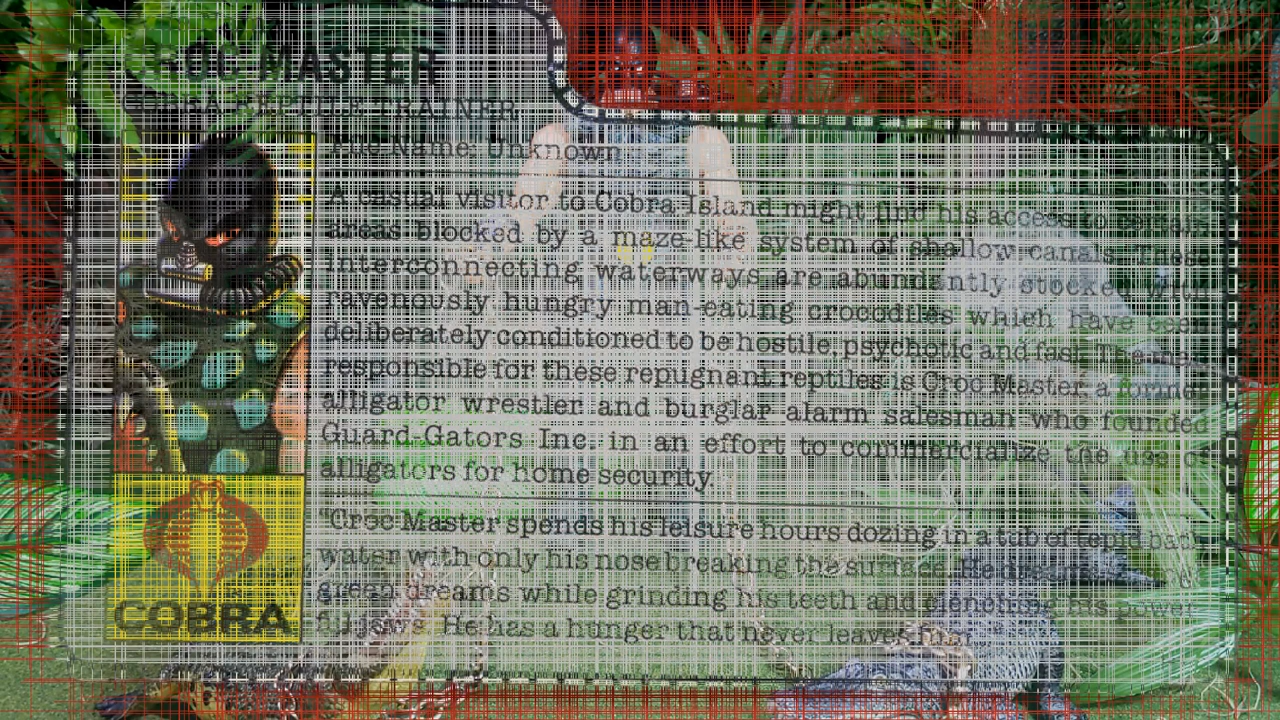 OC MASTER
COBRA REPTILE TRAINER
File Name: Unknown
A casual visitor to Cobra Island might find his access to certain
areas blocked by a maze-like system of shallow canals. These
interconnecting waterways are abundantly stocked with
ravenously hungry man-eating crocodiles which have been
deliberately conditioned to be hostile, psychotic and fast. The man
responsible for these repugnant reptiles is Croc Master, a former
alligator wrestler and burglar alarm salesman who founded
Guard-Gators Inc. in an effort to commercialize the use of
alligators for home security.
"Croc Master spends his leisure hours dozing in a tub of tepid bath
water with only his nose breaking the surface. He dreams
green dreams while grinding his teeth and clenching his power-
ful jaws. He has a hunger that never leaves him."
COBRA